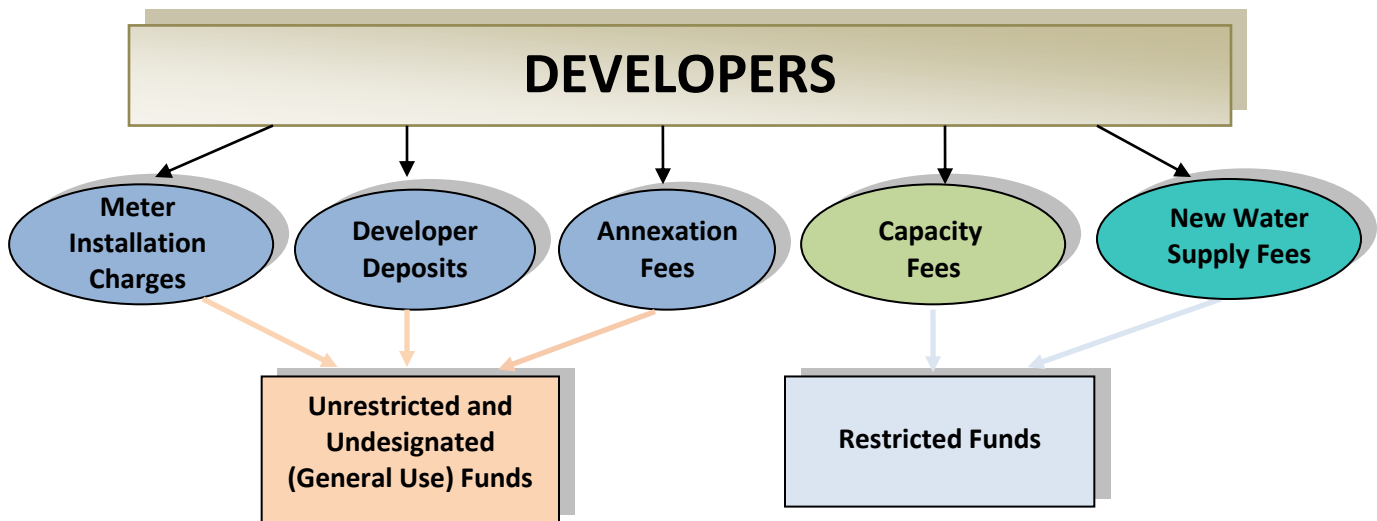 DEVELOPERS
Meter
Installation
Charges
Developer
Deposits
Annexation
Fees
Capacity
Fees
New Water
Supply Fees
Unrestricted and
Undesignated
(General Use) Funds
Restricted Funds